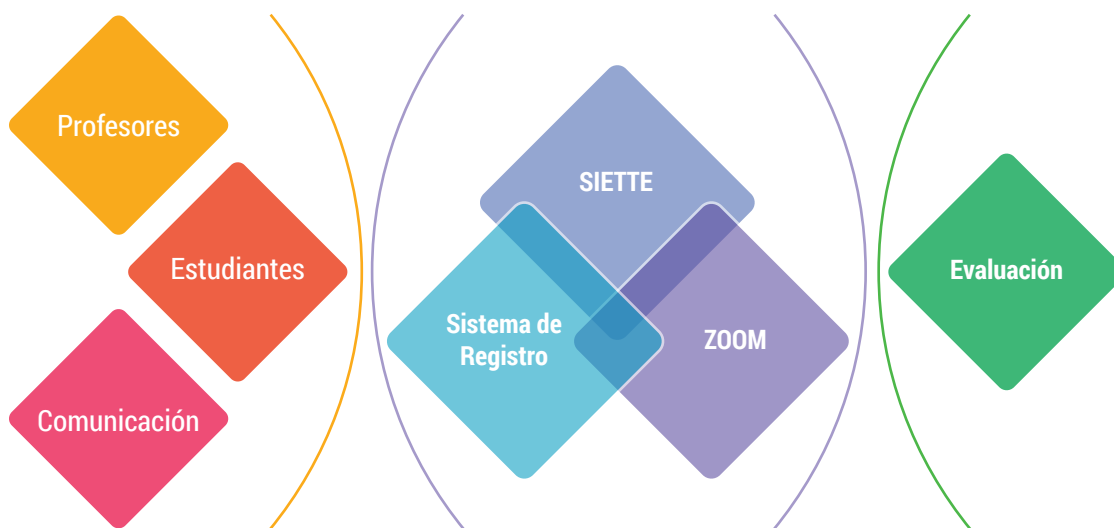 Profesores
Estudiantes
Comunicación
SIETTE
Sistema de
Registro
ZOOM
Evaluación